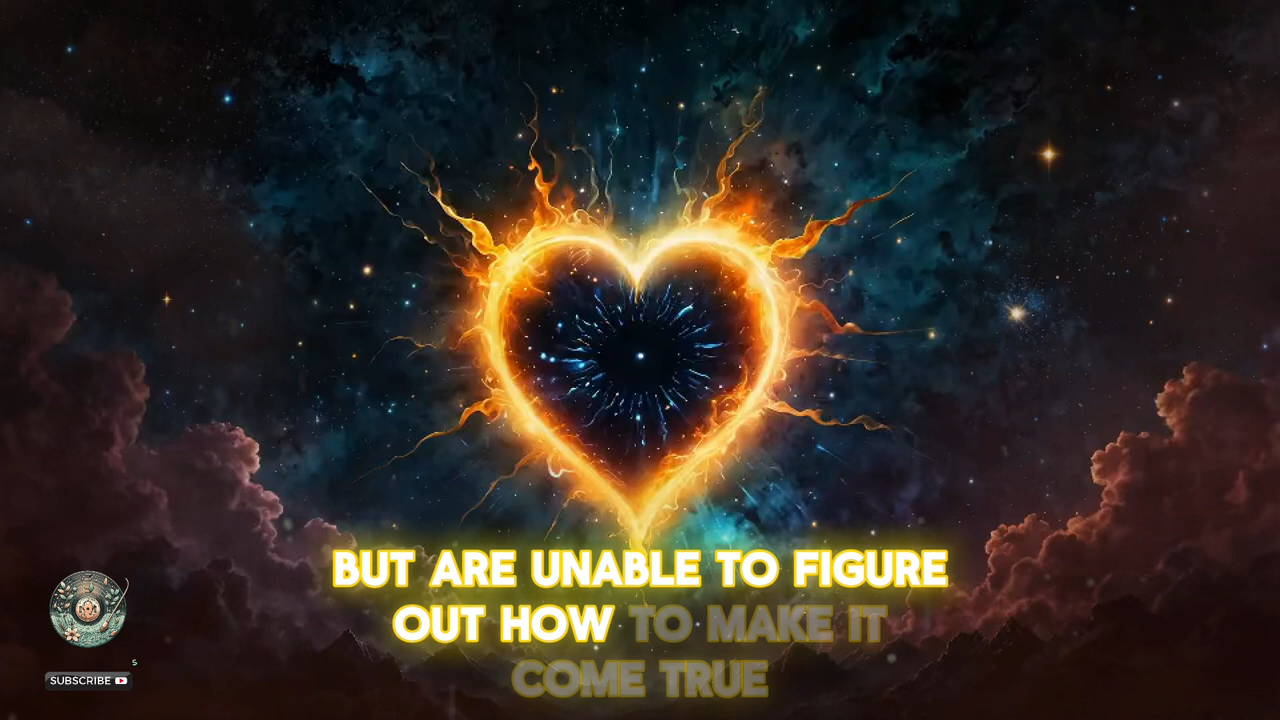 BUT ARE UNABLE TO FIGURE
OUT HOW TO MAKE IT
COME TRUE
S
SUBSCRIBE